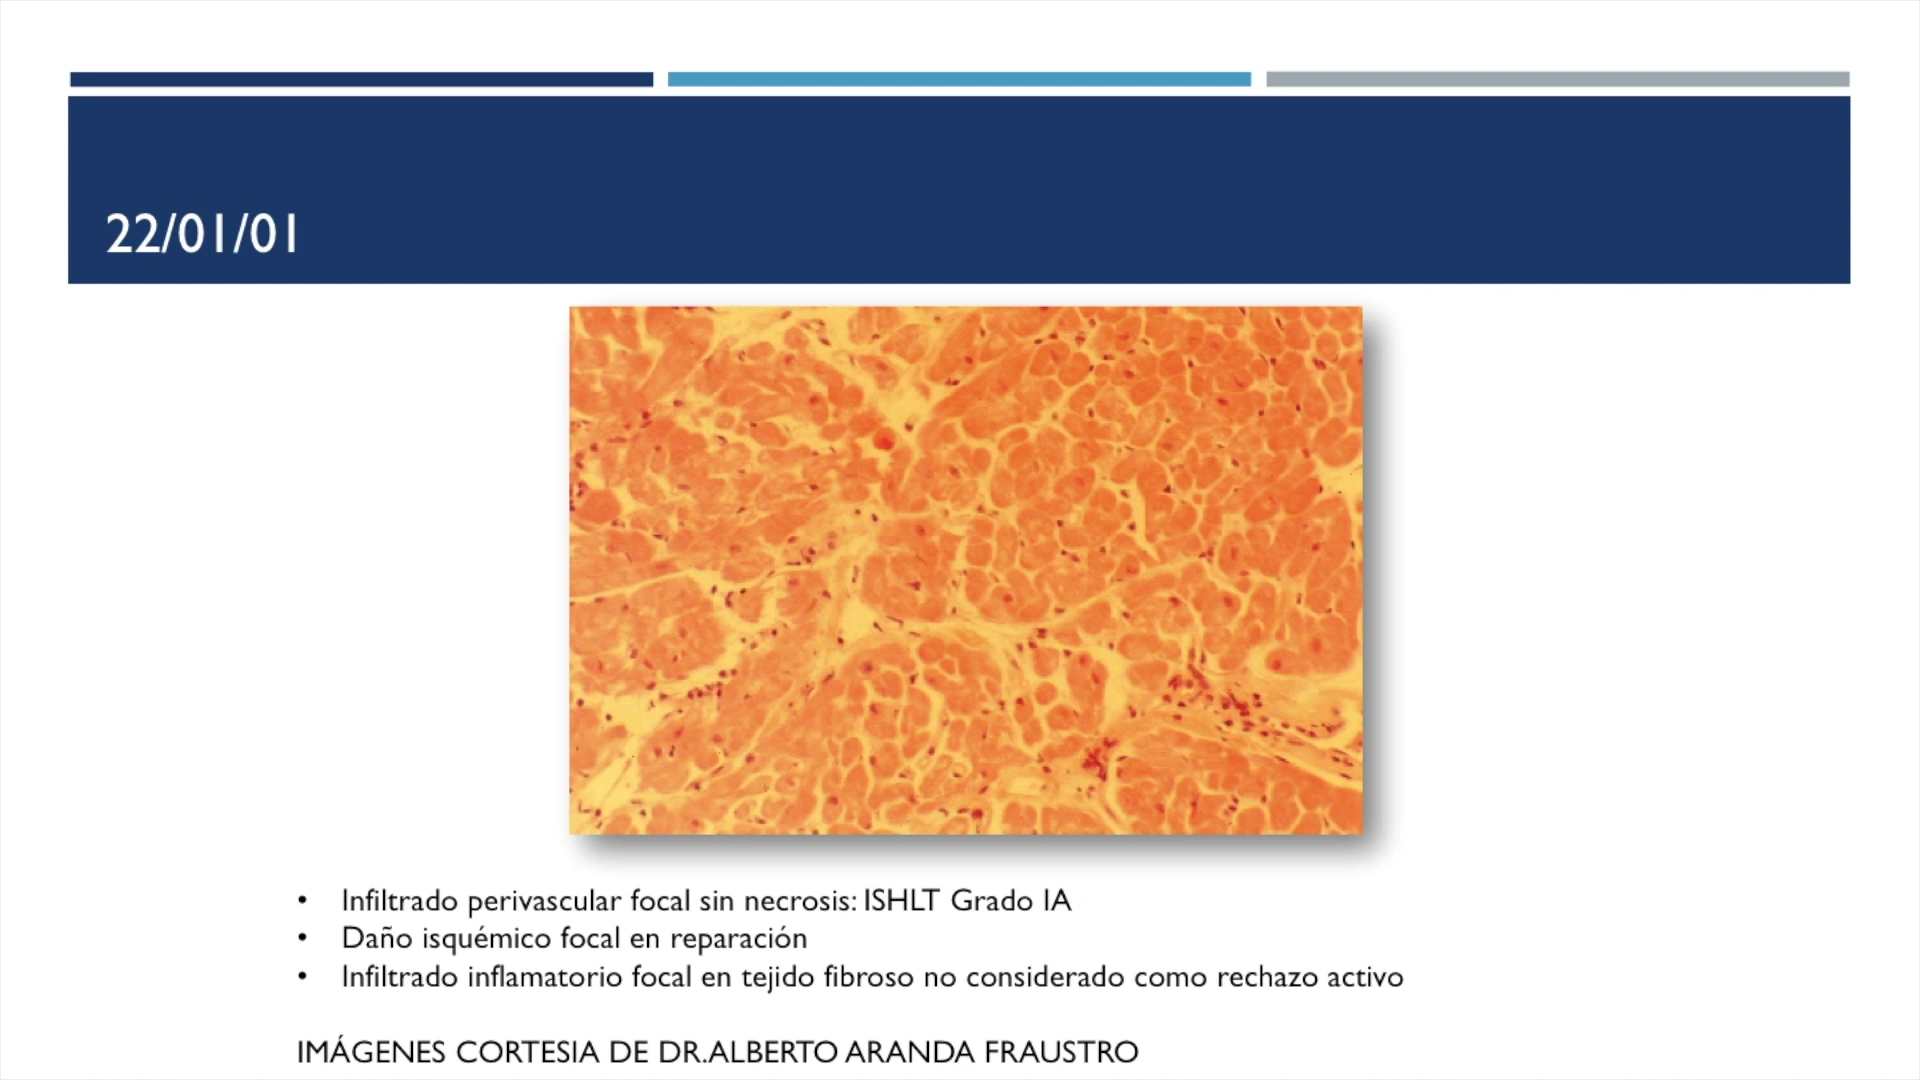 22/01/01
• Infiltrado perivascular focal sin necrosis: ISHLT Grado IA
• Daño isquémico focal en reparación
• Infiltrado inflamatorio focal en tejido fibroso no considerado como rechazo activo
IMÁGENES CORTESIA DE DR.ALBERTO ARANDA FRAUSTRO